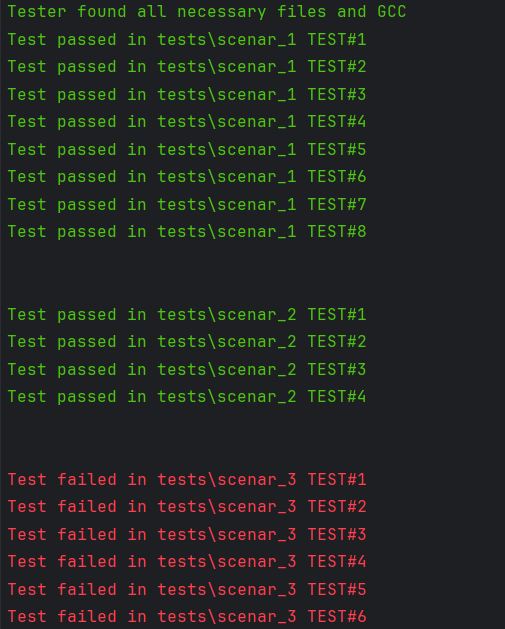 Tester found all necessary files and GCC
Test passed in tests\scenar_1 TEST#1
Test passed in tests\scenar_1 TEST#2
Test passed in tests\scenar_1 TEST#3
Test passed in tests\scenar_1 TEST#4
Test passed in tests\scenar_1 TEST#5
Test passed in tests\scenar_1 TEST#6
Test passed in tests\scenar_1 TEST#7
Test passed in tests\scenar_1 TEST#8
Test passed in tests\scenar_2 TEST#1
Test passed in tests\scenar_2 TEST#2
Test passed in tests\scenar_2 TEST#3
Test passed in tests\scenar_2 TEST#4
Test failed in tests\scenar_3 TEST#1
Test failed in tests\scenar_3 TEST#2
Test failed in tests\scenar_3 TEST#3
Test failed in tests\scenar_3 TEST#4
Test failed in tests\scenar_3 TEST#5
Test failed in tests\scenar_3 TEST#6